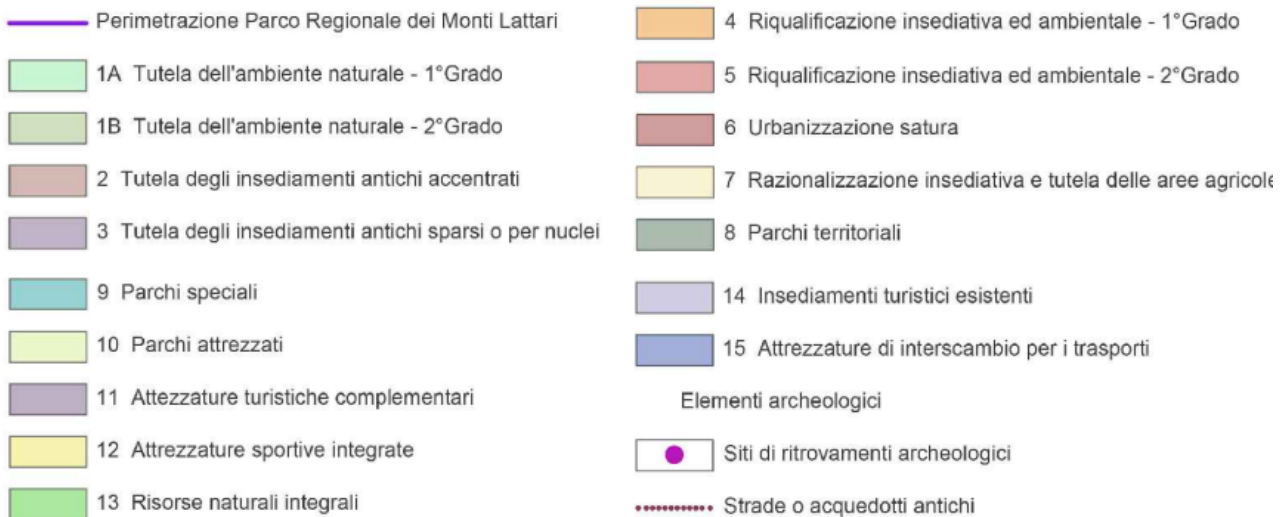 Perimetrazione Parco Regionale dei Monti Lattari
1A Tutela dell'ambiente naturale - 1°Grado
1B Tutela dell'ambiente naturale - 2°Grado
2 Tutela degli insediamenti antichi accentrati
3 Tutela degli insediamenti antichi sparsi o per nuclei
9 Parchi speciali
10 Parchi attrezzati
11 Attezzature turistiche complementari
12 Attrezzature sportive integrate
13 Risorse naturali integrali
4 Riqualificazione insediativa ed ambientale - 1°Grado
5 Riqualificazione insediativa ed ambientale - 2°Grado
6 Urbanizzazione satura
7 Razionalizzazione insediativa e tutela delle aree agricole
8 Parchi territoriali
14 Insediamenti turistici esistenti
15 Attrezzature di interscambio per i trasporti
Elementi archeologici
Siti di ritrovamenti archeologici
Strade o acquedotti antichi